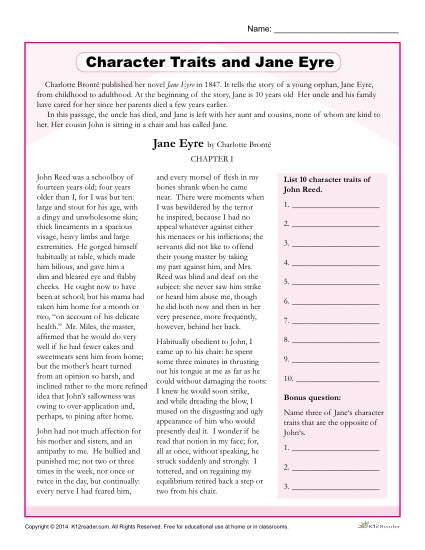 Name:
Character Traits and Jane Eyre
Charlotte Brontë published her novel Jane Eyre in 1847. It tells the story of a young orphan, Jane Eyre,
from childhood to adulthood. At the beginning of the story, Jane is 10 years old Her uncle and his family
have cared for her since her parents died a few years earlier.
In this passage, the uncle has died, and Jane is left with her aunt and cousins, none of whom are kind to
her. Her cousin John is sitting in a chair and has called Jane.
Jane Eyre by Charlotte Brontë
CHAPTER I
John Reed was a schoolboy of
fourteen years old; four years
older than I, for I was but ten:
large and stout for his age, with
a dingy and unwholesome skin;
thick lineaments in a spacious
visage, heavy limbs and large
extremities. He gorged himself
habitually at table, which made
him bilious, and gave him a
dim and bleared eye and flabby
cheeks. He ought now to have
been at school; but his mama had
taken him home for a month or
two, "on account of his delicate
health." Mr. Miles, the master,
affirmed that he would do very
well if he had fewer cakes and
sweetmeats sent him from home;
but the mother's heart turned
from an opinion so harsh, and
inclined rather to the more refined
idea that John's sallowness was
owing to over-application and,
perhaps, to pining after home.
John had not much affection for
his mother and sisters, and an
antipathy to me. He bullied and
punished me; not two or three
times in the week, nor once or
twice in the day, but continually:
every nerve I had feared him,
and every morsel of flesh in my
bones shrank when he came
near. There were moments when
I was bewildered by the terror
he inspired, because I had no
appeal whatever against either
his menaces or his inflictions; the
servants did not like to offend
their young master by taking
my part against him, and Mrs.
Reed was blind and deaf on the
subject: she never saw him strike
or heard him abuse me, though
he did both now and then in her
very presence, more frequently,
however, behind her back.
Habitually obedient to John, I
came up to his chair: he spent
some three minutes in thrusting
out his tongue at me as far as he
could without damaging the roots:
I knew he would soon strike,
and while dreading the blow, I
mused on the disgusting and ugly
appearance of him who would
presently deal it. I wonder if he
read that notion in my face; for,
all at once, without speaking, he
struck suddenly and strongly. I
tottered, and on regaining my
equilibrium retired back a step or
two from his chair.
List 10 character traits of
John Reed.
1.
2.
3.
4.
5.
6.
7.
8.
9.
10.
Bonus question:
Name three of Jane's character
traits that are the opposite of
John's.
1.
2.
3.
Copyright © 2014 K12reader.com. All Rights Reserved. Free for educational use at home or in classrooms.
K12Reader